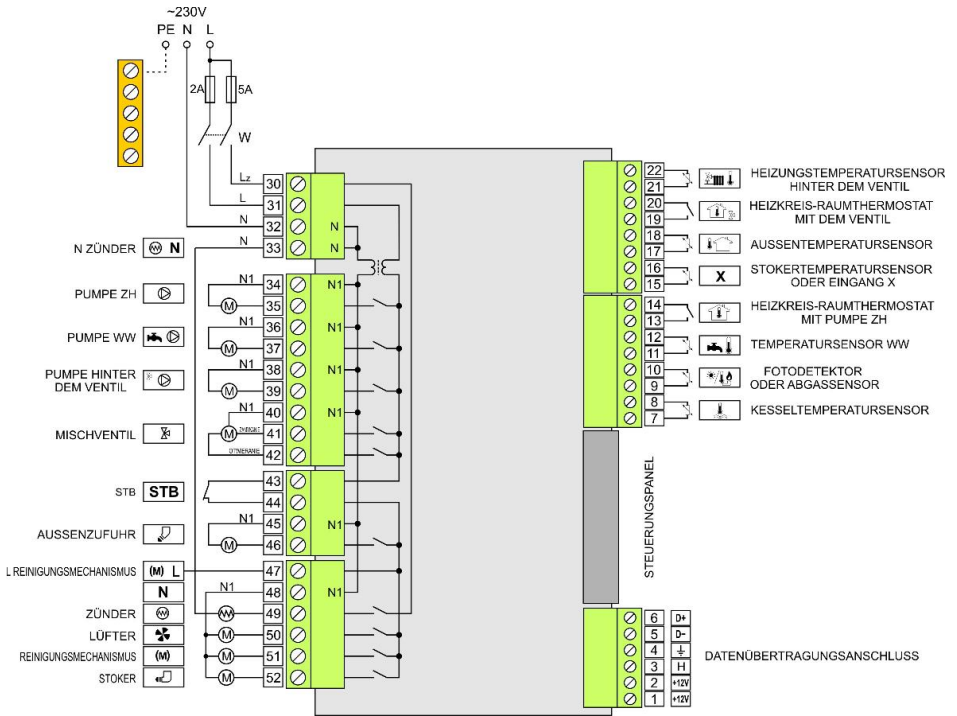 ~230V
PE N L
2A 5A
W
Lz 30
L 31
N 32 N
N 33 N
N ZÜNDER N
N1 34 N1
PUMPE ZH M 35
N1 36 N1
PUMPE WW M 37
N1 38 N1
PUMPE HINTER
DEM VENTIL M 39
N1 40 N1
MISCHVENTIL M 41
OTWIERANIE 42
43
STB STB 44
N1 45 N1
AUSSENZUFUHR M 46
L REINIGUNGSMECHANISMUS (M) L 47
N N1 48 N1
ZÜNDER 49
LÜFTER M 50
REINIGUNGSMECHANISMUS (M) M 51
STOKER M 52
22 HEIZUNGSTEMPERATURSENSOR
21 HINTER DEM VENTIL
20 HEIZKREIS-RAUMTHERMOSTAT
19 MIT DEM VENTIL
18 AUSSENTEMPERATURSENSOR
17
16 X STOKERTEMPERATURSENSOR
15 ODER EINGANG X
14 HEIZKREIS-RAUMTHERMOSTAT
13 MIT PUMPE ZH
12 TEMPERATURSENSOR WW
11
10 FOTODETEKTOR
9 ODER ABGASSENSOR
8 KESSELTEMPERATURSENSOR
7
STEUERUNGSPANEL
6 D+
5 D-
4
3 H
2 +12V
1 +12V
DATENÜBERTRAGUNGSANSCHLUSS